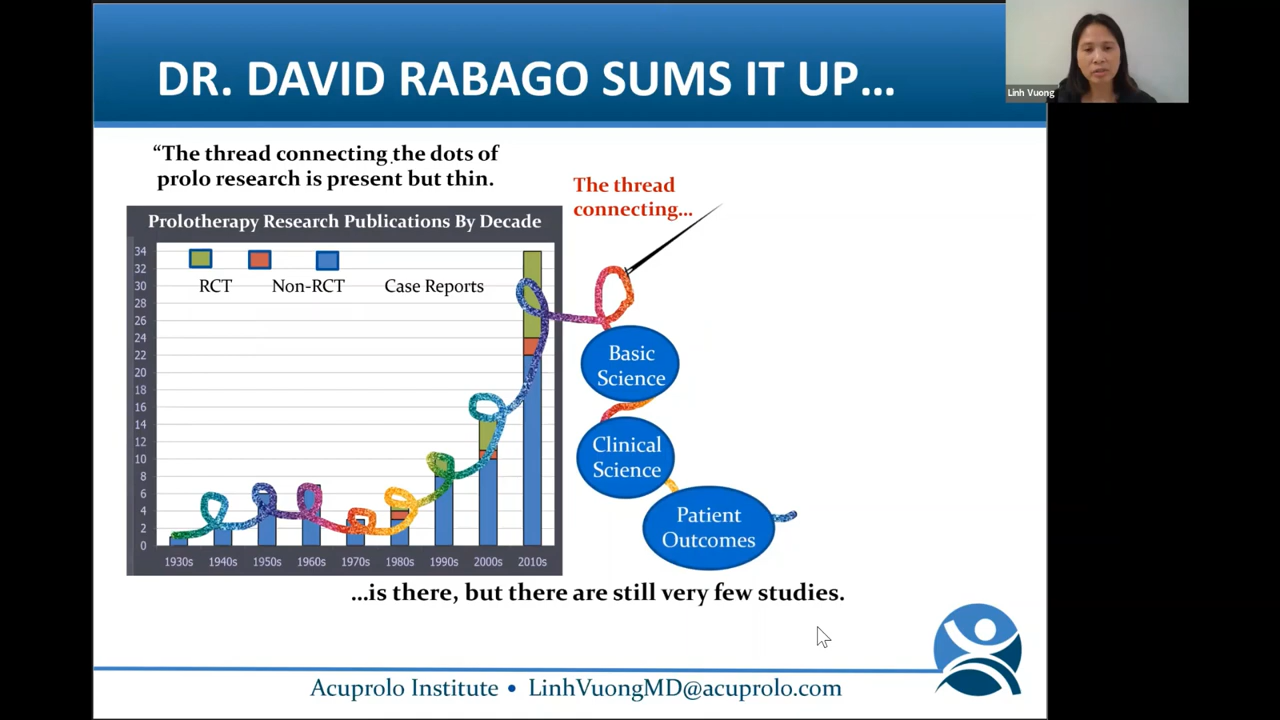 DR. DAVID RABAGO SUMS IT UP...
Linh Vuong
“The thread connecting the dots of
prolo research is present but thin.
The thread
connecting...
Prolotherapy Research Publications By Decade
34
32
30
28
26
24
22
20
18
16
14
12
10
8
6
4
2
0
RCT Non-RCT Case Reports
1930s 1940s 1950s 1960s 1970s 1980s 1990s 2000s 2010s
Basic
Science
Clinical
Science
Patient
Outcomes
...is there, but there are still very few studies.
Acuprolo Institute • LinhVuongMD@acuprolo.com